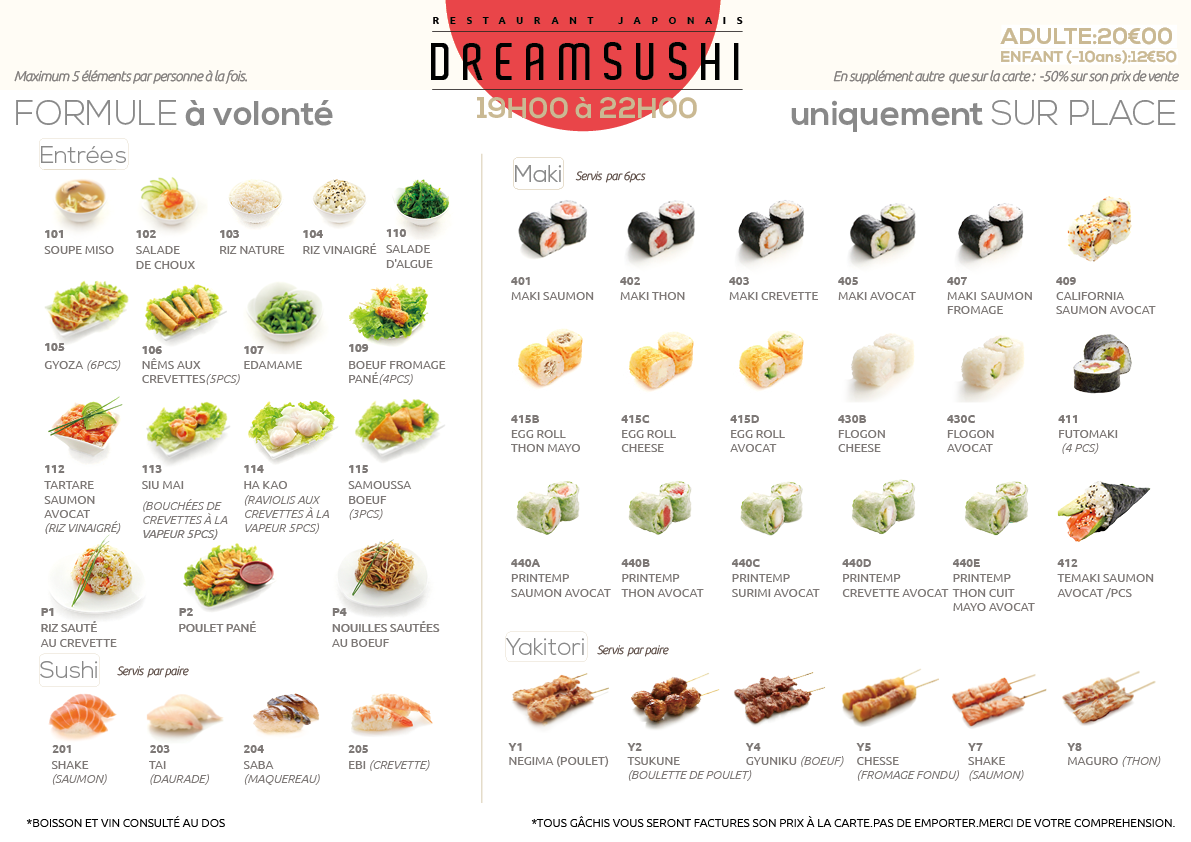 RESTAURANT JAPONAIS
DREAMSUSHI
ADULTE:20€00
ENFANT (-10ans):12€50
Maximum 5 éléments par personne à la fois.
En supplément autre que sur la carte : -50% sur son prix de vente
FORMULE à volonté
19H00 à 22H00
uniquement SUR PLACE
Entrées
101
SOUPE MISO
102
SALADE
DE CHOUX
103
RIZ NATURE
104
RIZ VINAIGRÉ
110
SALADE
D'ALGUE
105
GYOZA (6PCS)
106
NÊMS AUX
CREVETTES(5PCS)
107
EDAMAME
109
BOEUF FROMAGE
PANÉ(4PCS)
112
TARTARE
SAUMON
AVOCAT
(RIZ VINAIGRÉ)
113
SIU MAI
(BOUCHÉES DE
CREVETTES À LA
VAPEUR 5PCS)
114
HA KAO
(RAVIOLIS AUX
CREVETTES À LA
VAPEUR 5PCS)
115
SAMOUSSA
BOEUF
(3PCS)
P1
RIZ SAUTÉ
AU CREVETTE
P2
POULET PANÉ
P4
NOUILLES SAUTÉES
AU BOEUF
Sushi
Servis par paire
201
SHAKE
(SAUMON)
203
TAI
(DAURADE)
204
SABA
(MAQUEREAU)
205
EBI (CREVETTE)
Maki
Servis par 6pcs
401
MAKI SAUMON
402
MAKI THON
403
MAKI CREVETTE
405
MAKI AVOCAT
407
MAKI SAUMON
FROMAGE
409
CALIFORNIA
SAUMON AVOCAT
415B
EGG ROLL
THON MAYO
415C
EGG ROLL
CHEESE
415D
EGG ROLL
AVOCAT
430B
FLOGON
CHEESE
430C
FLOGON
AVOCAT
411
FUTOMAKI
(4 PCS)
440A
PRINTEMP
SAUMON AVOCAT
440B
PRINTEMP
THON AVOCAT
440C
PRINTEMP
SURIMI AVOCAT
440D
PRINTEMP
CREVETTE AVOCAT
440E
PRINTEMP
THON CUIT
MAYO AVOCAT
412
TEMAKI SAUMON
AVOCAT /PCS
Yakitori
Servis par paire
Y1
NEGIMA (POULET)
Y2
TSUKUNE
(BOULETTE DE POULET)
Y4
GYUNIKU (BOEUF)
Y5
CHESSE
(FROMAGE FONDU)
Y7
SHAKE
(SAUMON)
Y8
MAGURO (THON)
*BOISSON ET VIN CONSULTÉ AU DOS
*TOUS GÂCHIS VOUS SERONT FACTURES SON PRIX À LA CARTE.PAS DE EMPORTER.MERCI DE VOTRE COMPREHENSION.